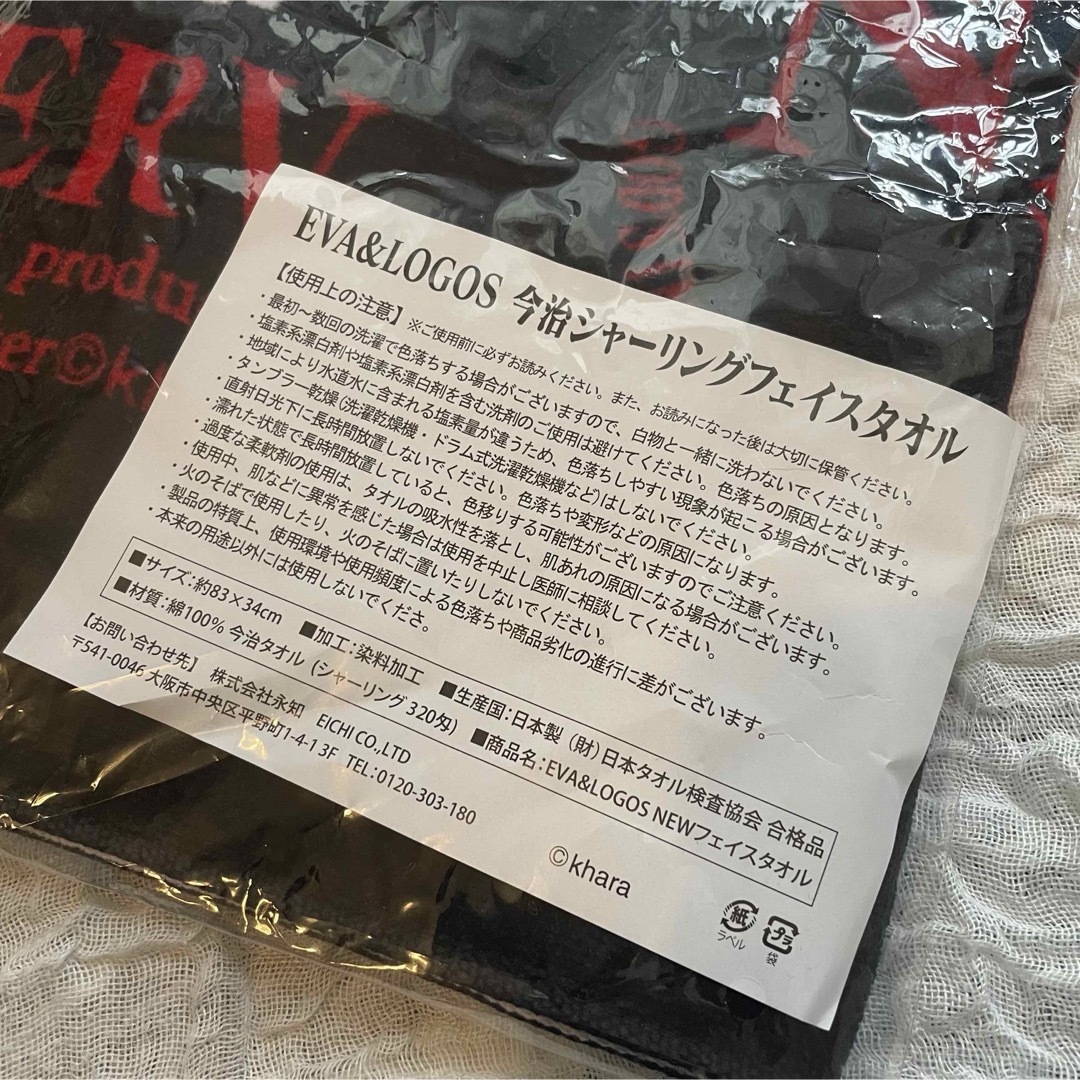 ERV
produ
er©k
EVA&LOGOS 今治シャーリングフェイスタオル
【使用上の注意】 ※ご使用前に必ずお読みください。また、お読みになった後は大切に保管ください。
・最初〜数回の洗濯で色落ちする場合がございますので、白物と一緒に洗わないでください。
・塩素系漂白剤や塩素系漂白剤を含む洗剤のご使用は避けてください。色落ちの原因となります。
・地域により水道水に含まれる塩素量が違うため、色落ちしやすい現象が起こる場合がございます。
・タンブラー乾燥(洗濯乾燥機・ドラム式洗濯乾燥機など)はしないでください。
・直射日光下に長時間放置しないでください。色落ちや変形などの原因になります。
・濡れた状態で長時間放置していると、色移りする可能性がございますのでご注意ください。
・過度な柔軟剤の使用は、タオルの吸水性を落とし、肌あれの原因になる場合がございます。
・使用中、肌などに異常を感じた場合は使用を中止し医師に相談してください。
・火のそばで使用したり、火のそばに置いたりしないでください。
・製品の特質上、使用環境や使用頻度による色落ちや商品劣化の進行に差がございます。
・本来の用途以外には使用しないでくださ。
■サイズ:約83×34cm ■加工:染料加工 ■生産国:日本製 (財)日本タオル検査協会 合格品
■材質:綿100% 今治タオル (シャーリング 320匁) ■商品名:EVA&LOGOS NEWフェイスタオル
【お問い合わせ先】 株式会社永知 EICHI CO.,LTD
〒541-0046 大阪市中央区平野町1-4-1 3F TEL:0120-303-180
©khara
紙
ラベル
プラ
袋